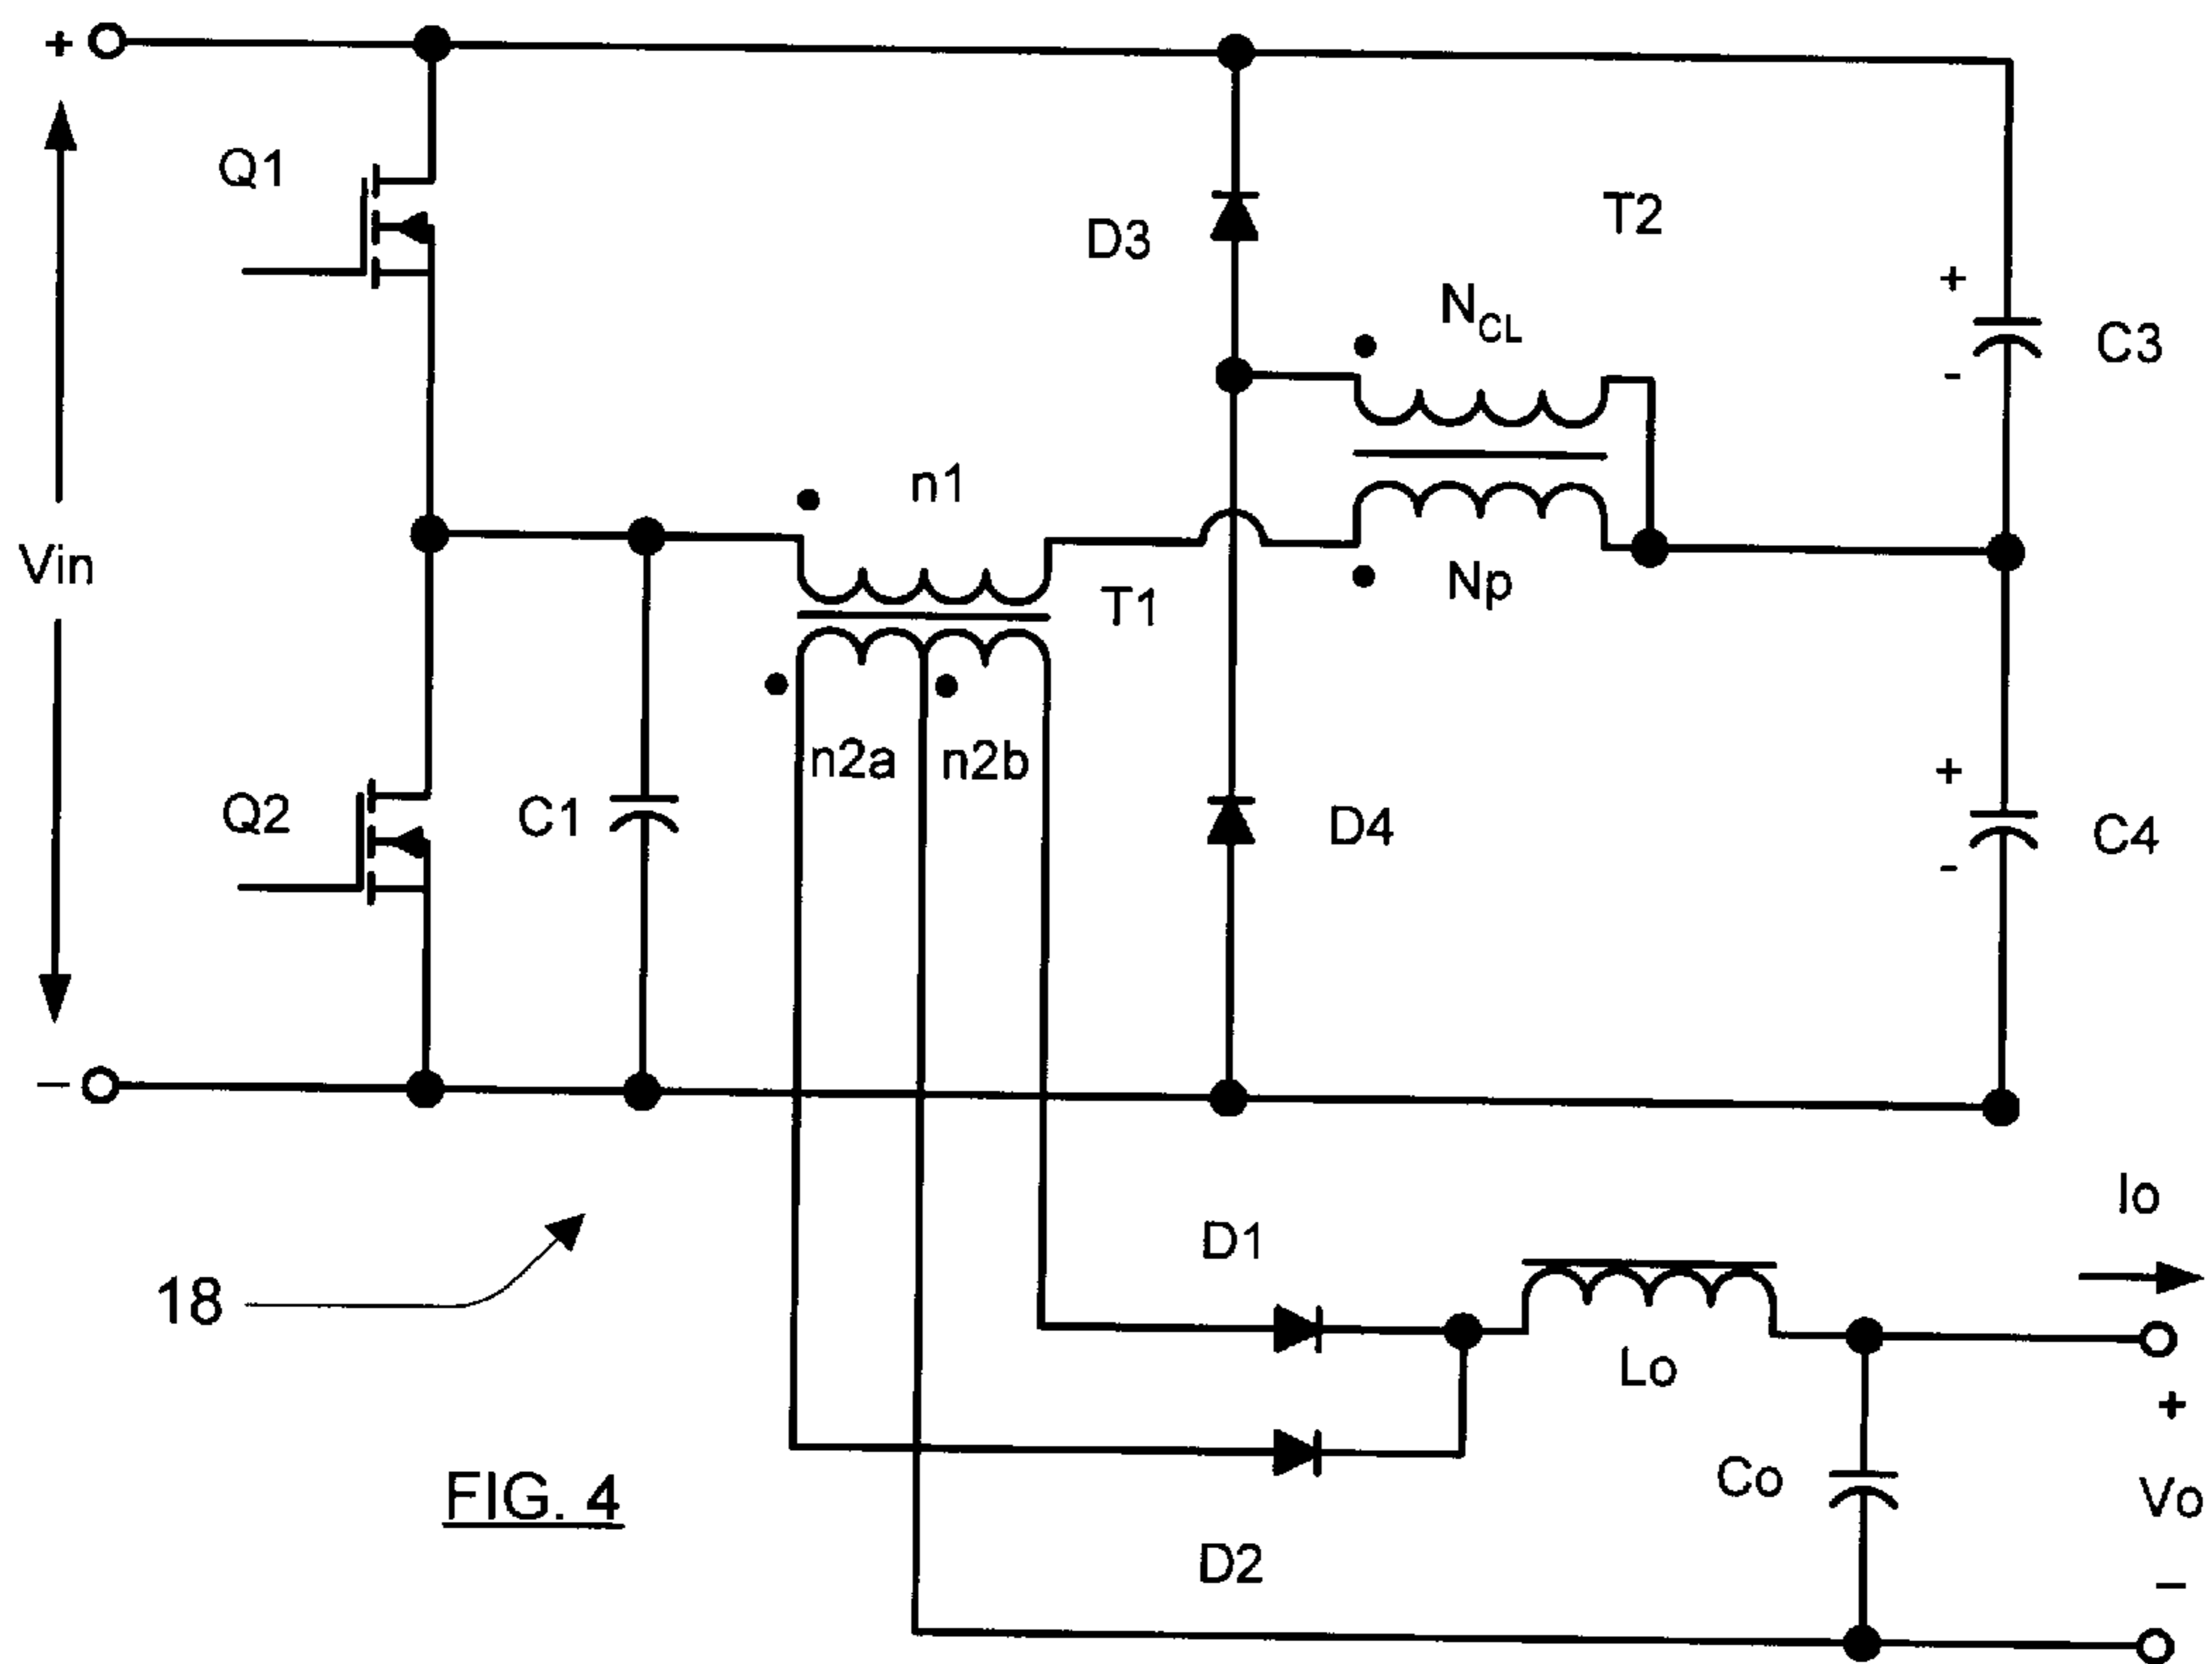 +
Q1
D3
T2
+
N_CL
C3
-
n1
Vin
Np
T1
n2a
n2b
+
Q2
C1
D4
C4
-
−
Io
D1
18
Lo
+
Co
Vo
FIG. 4
D2
−